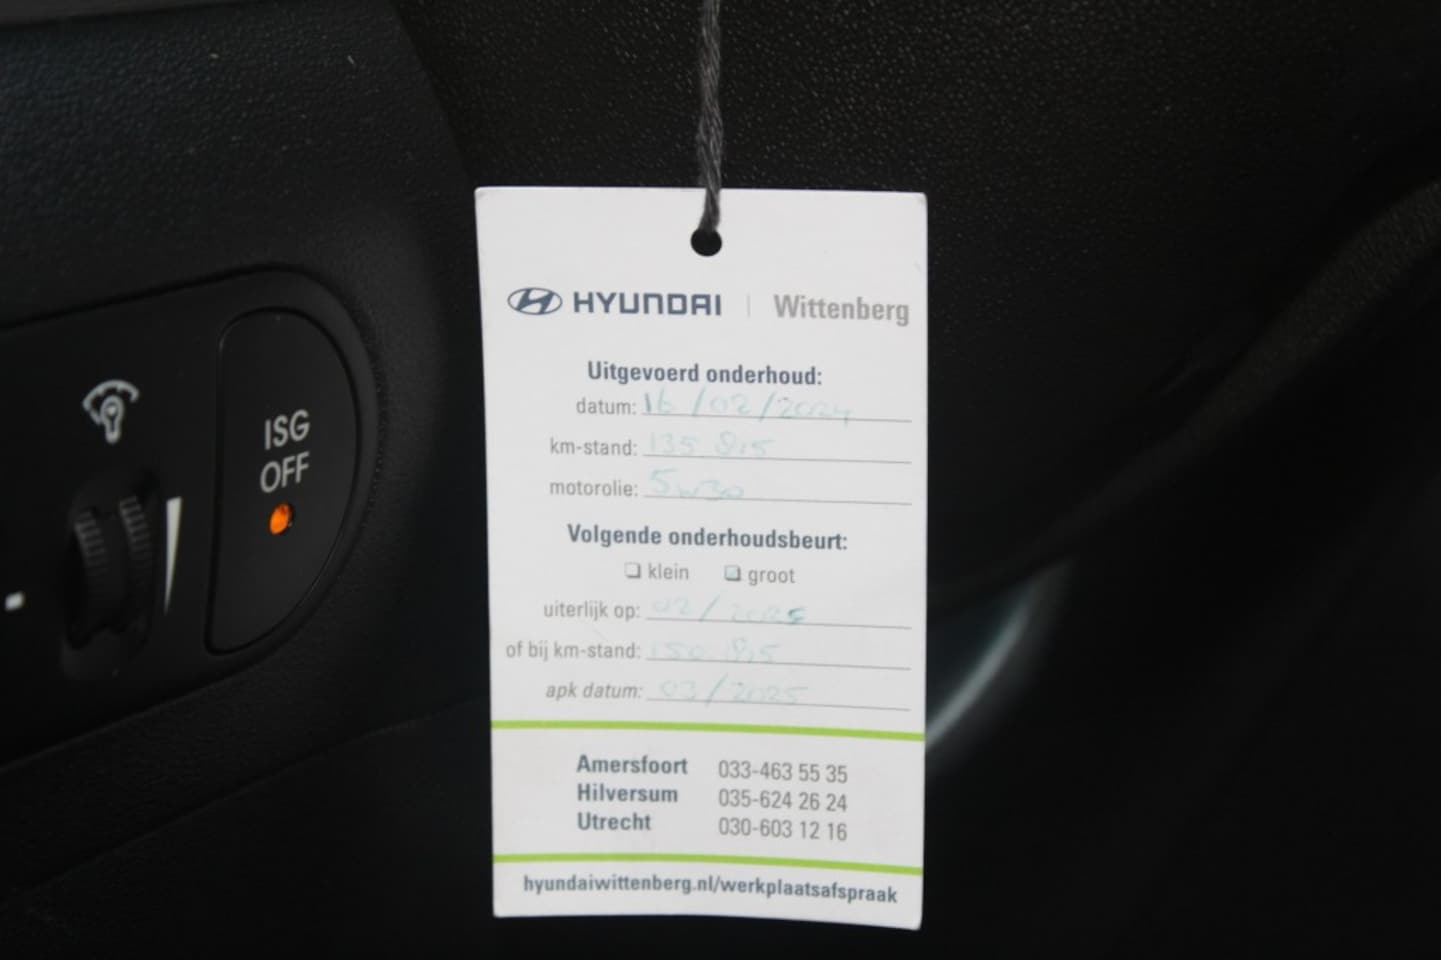 ISG
OFF
HYUNDAI | Wittenberg
Uitgevoerd onderhoud:
datum: 16/02/2024
km-stand: 135 815
motorolie: 5w30
Volgende onderhoudsbeurt:
klein groot
uiterlijk op: 02/2025
of bij km-stand: 150 815
apk datum: 03/2025
Amersfoort 033-463 55 35
Hilversum 035-624 26 24
Utrecht 030-603 12 16
hyundaiwittenberg.nl/werkplaatsafspraak